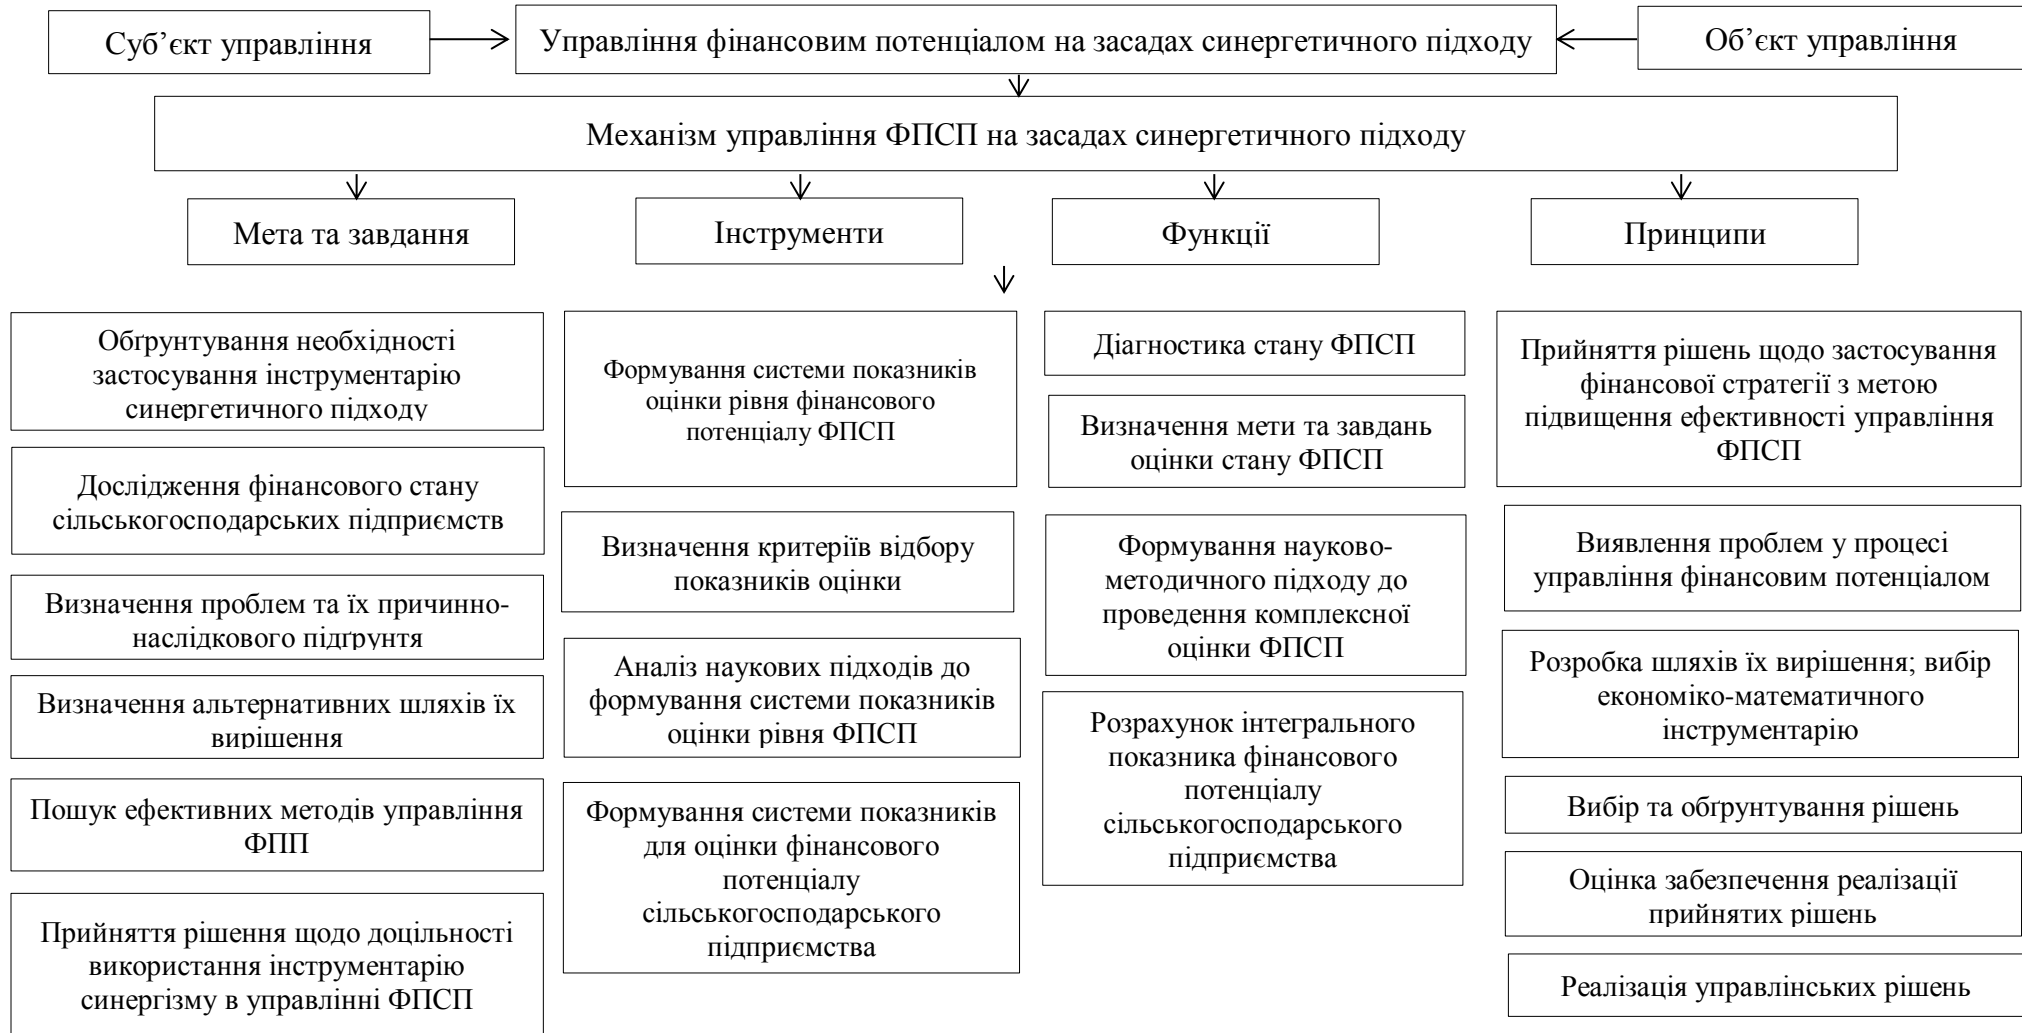 Суб’єкт управління
Управління фінансовим потенціалом на засадах синергетичного підходу
Об’єкт управління
Механізм управління ФПСП на засадах синергетичного підходу
Мета та завдання
Інструменти
Функції
Принципи
Обґрунтування необхідності
застосування інструментарію
синергетичного підходу
Дослідження фінансового стану
сільськогосподарських підприємств
Визначення проблем та їх причинно-
наслідкового підґрунтя
Визначення альтернативних шляхів їх
вирішення
Пошук ефективних методів управління
ФПП
Прийняття рішення щодо доцільності
використання інструментарію
синергізму в управлінні ФПСП
Формування системи показників
оцінки рівня фінансового
потенціалу ФПСП
Визначення критеріїв відбору
показників оцінки
Аналіз наукових підходів до
формування системи показників
оцінки рівня ФПСП
Формування системи показників
для оцінки фінансового
потенціалу
сільськогосподарського
підприємства
Діагностика стану ФПСП
Визначення мети та завдань
оцінки стану ФПСП
Формування науково-
методичного підходу до
проведення комплексної
оцінки ФПСП
Розрахунок інтегрального
показника фінансового
потенціалу
сільськогосподарського
підприємства
Прийняття рішень щодо застосування
фінансової стратегії з метою
підвищення ефективності управління
ФПСП
Виявлення проблем у процесі
управління фінансовим потенціалом
Розробка шляхів їх вирішення; вибір
економіко-математичного
інструментарію
Вибір та обґрунтування рішень
Оцінка забезпечення реалізації
прийнятих рішень
Реалізація управлінських рішень